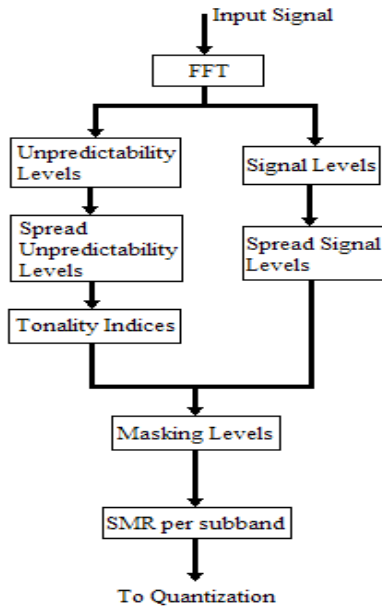 Input Signal
FFT
Unpredictability
Levels
Signal Levels
Spread
Unpredictability
Levels
Spread Signal
Levels
Tonality Indices
Masking Levels
SMR per subband
To Quantization